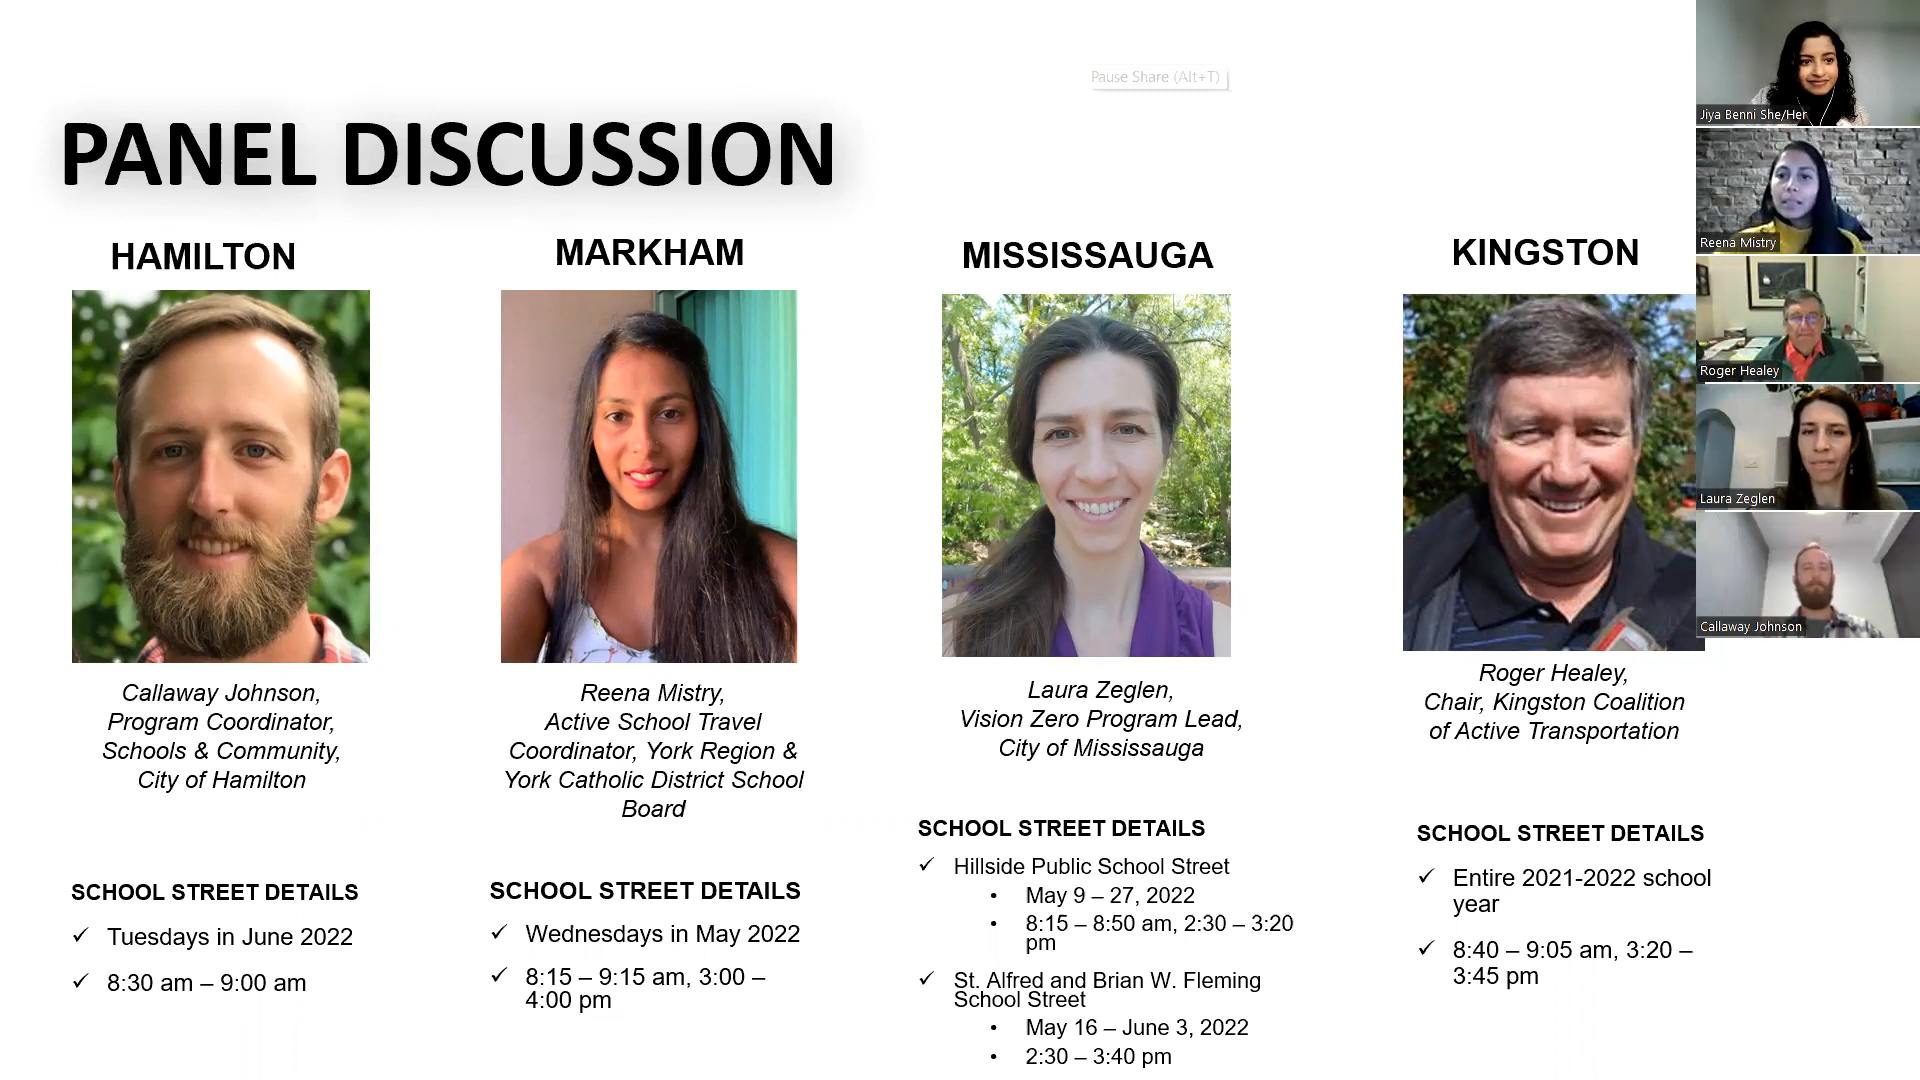 Pause Share (Alt+T)
PANEL DISCUSSION
HAMILTON
Callaway Johnson,
Program Coordinator,
Schools & Community,
City of Hamilton
SCHOOL STREET DETAILS
✓ Tuesdays in June 2022
✓ 8:30 am – 9:00 am
MARKHAM
Reena Mistry,
Active School Travel
Coordinator, York Region &
York Catholic District School
Board
SCHOOL STREET DETAILS
✓ Wednesdays in May 2022
✓ 8:15 – 9:15 am, 3:00 –
4:00 pm
MISSISSAUGA
Laura Zeglen,
Vision Zero Program Lead,
City of Mississauga
SCHOOL STREET DETAILS
✓ Hillside Public School Street
• May 9 – 27, 2022
• 8:15 – 8:50 am, 2:30 – 3:20
pm
✓ St. Alfred and Brian W. Fleming
School Street
• May 16 – June 3, 2022
• 2:30 – 3:40 pm
KINGSTON
Roger Healey,
Chair, Kingston Coalition
of Active Transportation
SCHOOL STREET DETAILS
✓ Entire 2021-2022 school
year
✓ 8:40 – 9:05 am, 3:20 –
3:45 pm
Jiya Benni She/Her
Reena Mistry
Roger Healey
Laura Zeglen
Callaway Johnson